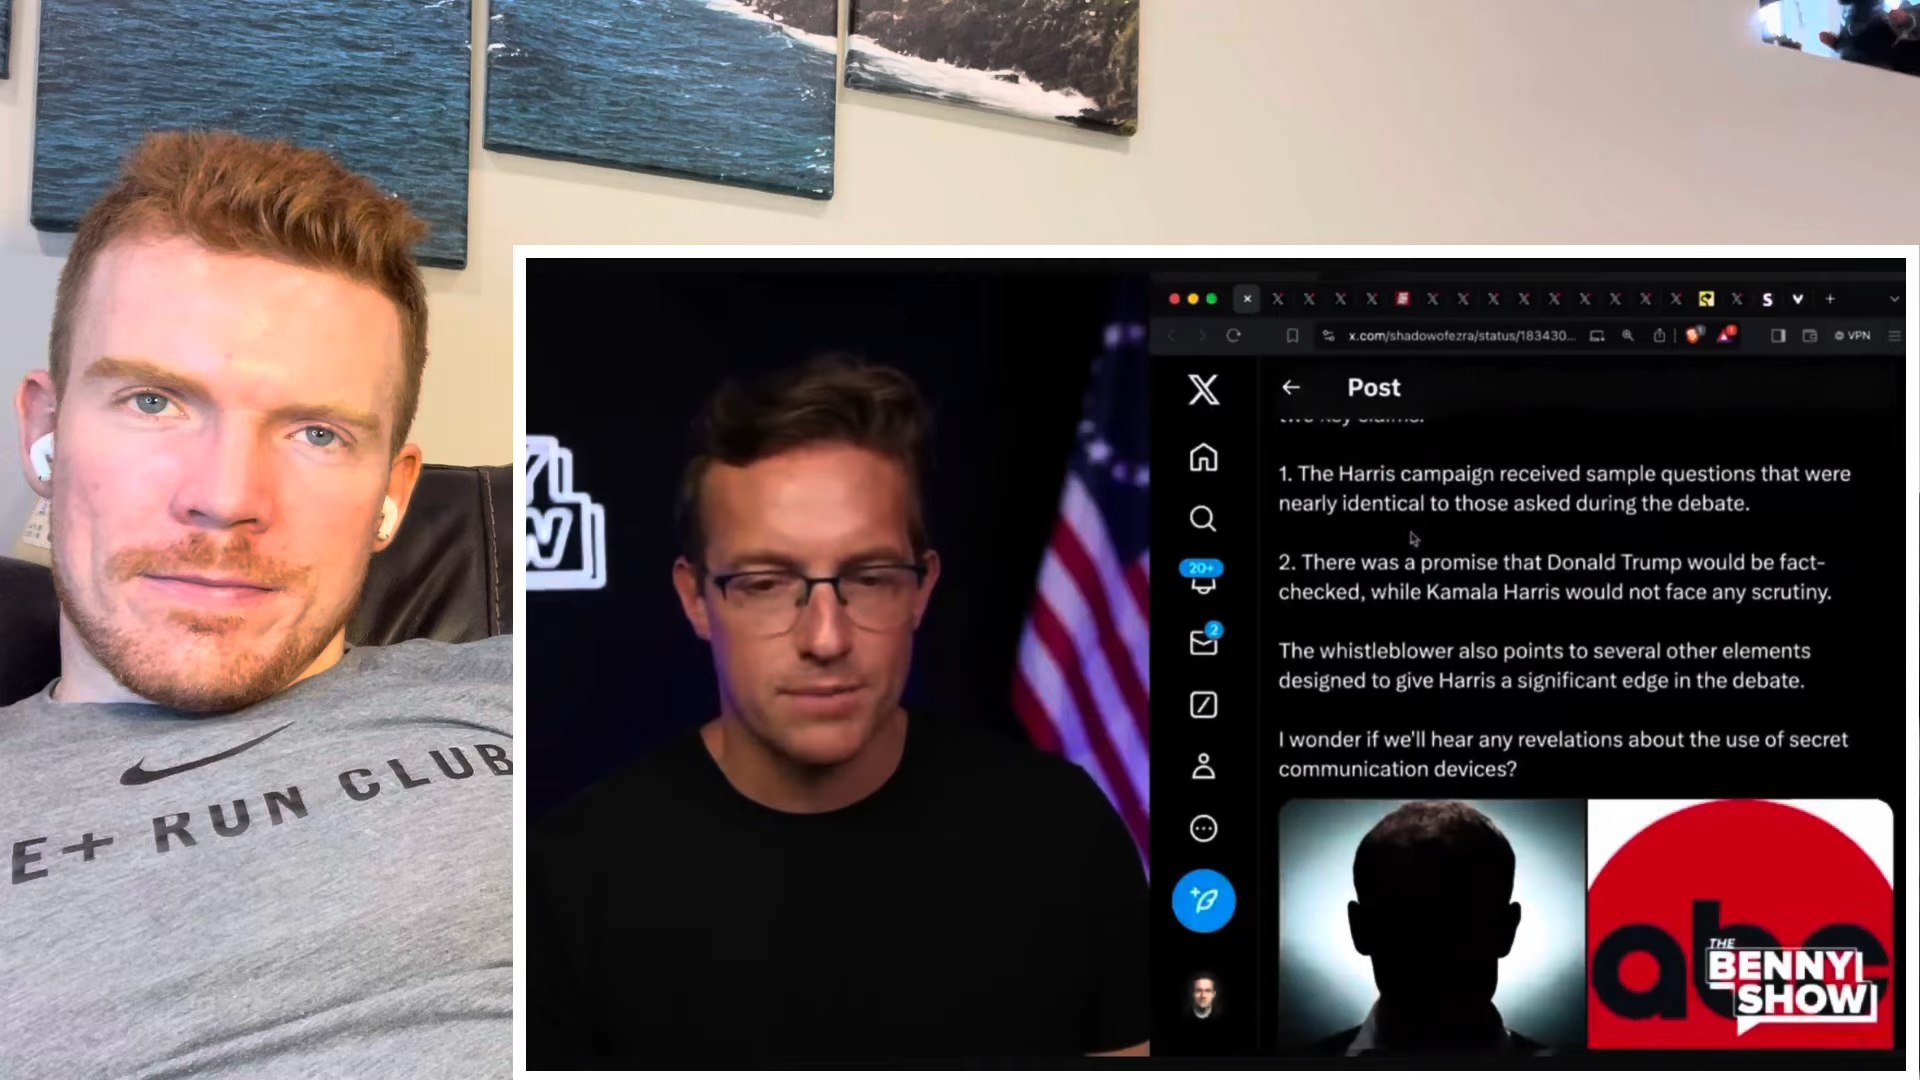 E+ RUN CLUB
x.com/shadowofezra/status/183430...
VPN
Post
two key claims:
1. The Harris campaign received sample questions that were
nearly identical to those asked during the debate.
2. There was a promise that Donald Trump would be fact-
checked, while Kamala Harris would not face any scrutiny.
The whistleblower also points to several other elements
designed to give Harris a significant edge in the debate.
I wonder if we'll hear any revelations about the use of secret
communication devices?
20+
2
abc
THE
BENNY
SHOW